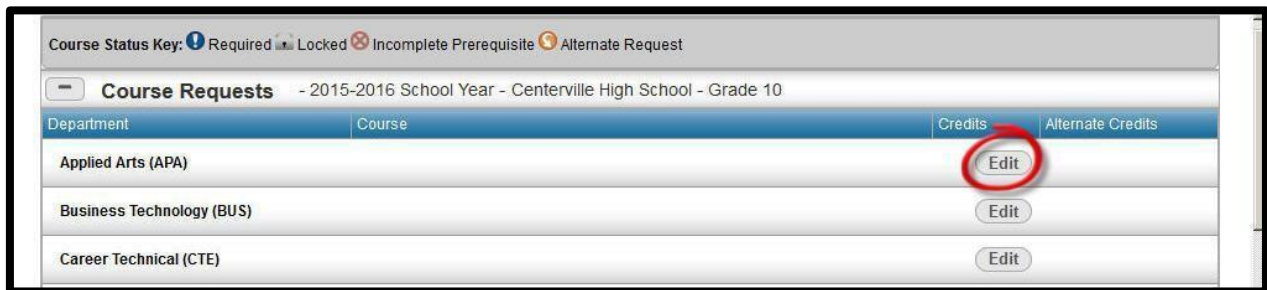 Course Status Key: Required Locked Incomplete Prerequisite Alternate Request
Course Requests - 2015-2016 School Year - Centerville High School - Grade 10
Department Course Credits Alternate Credits
Applied Arts (APA) Edit
Business Technology (BUS) Edit
Career Technical (CTE) Edit